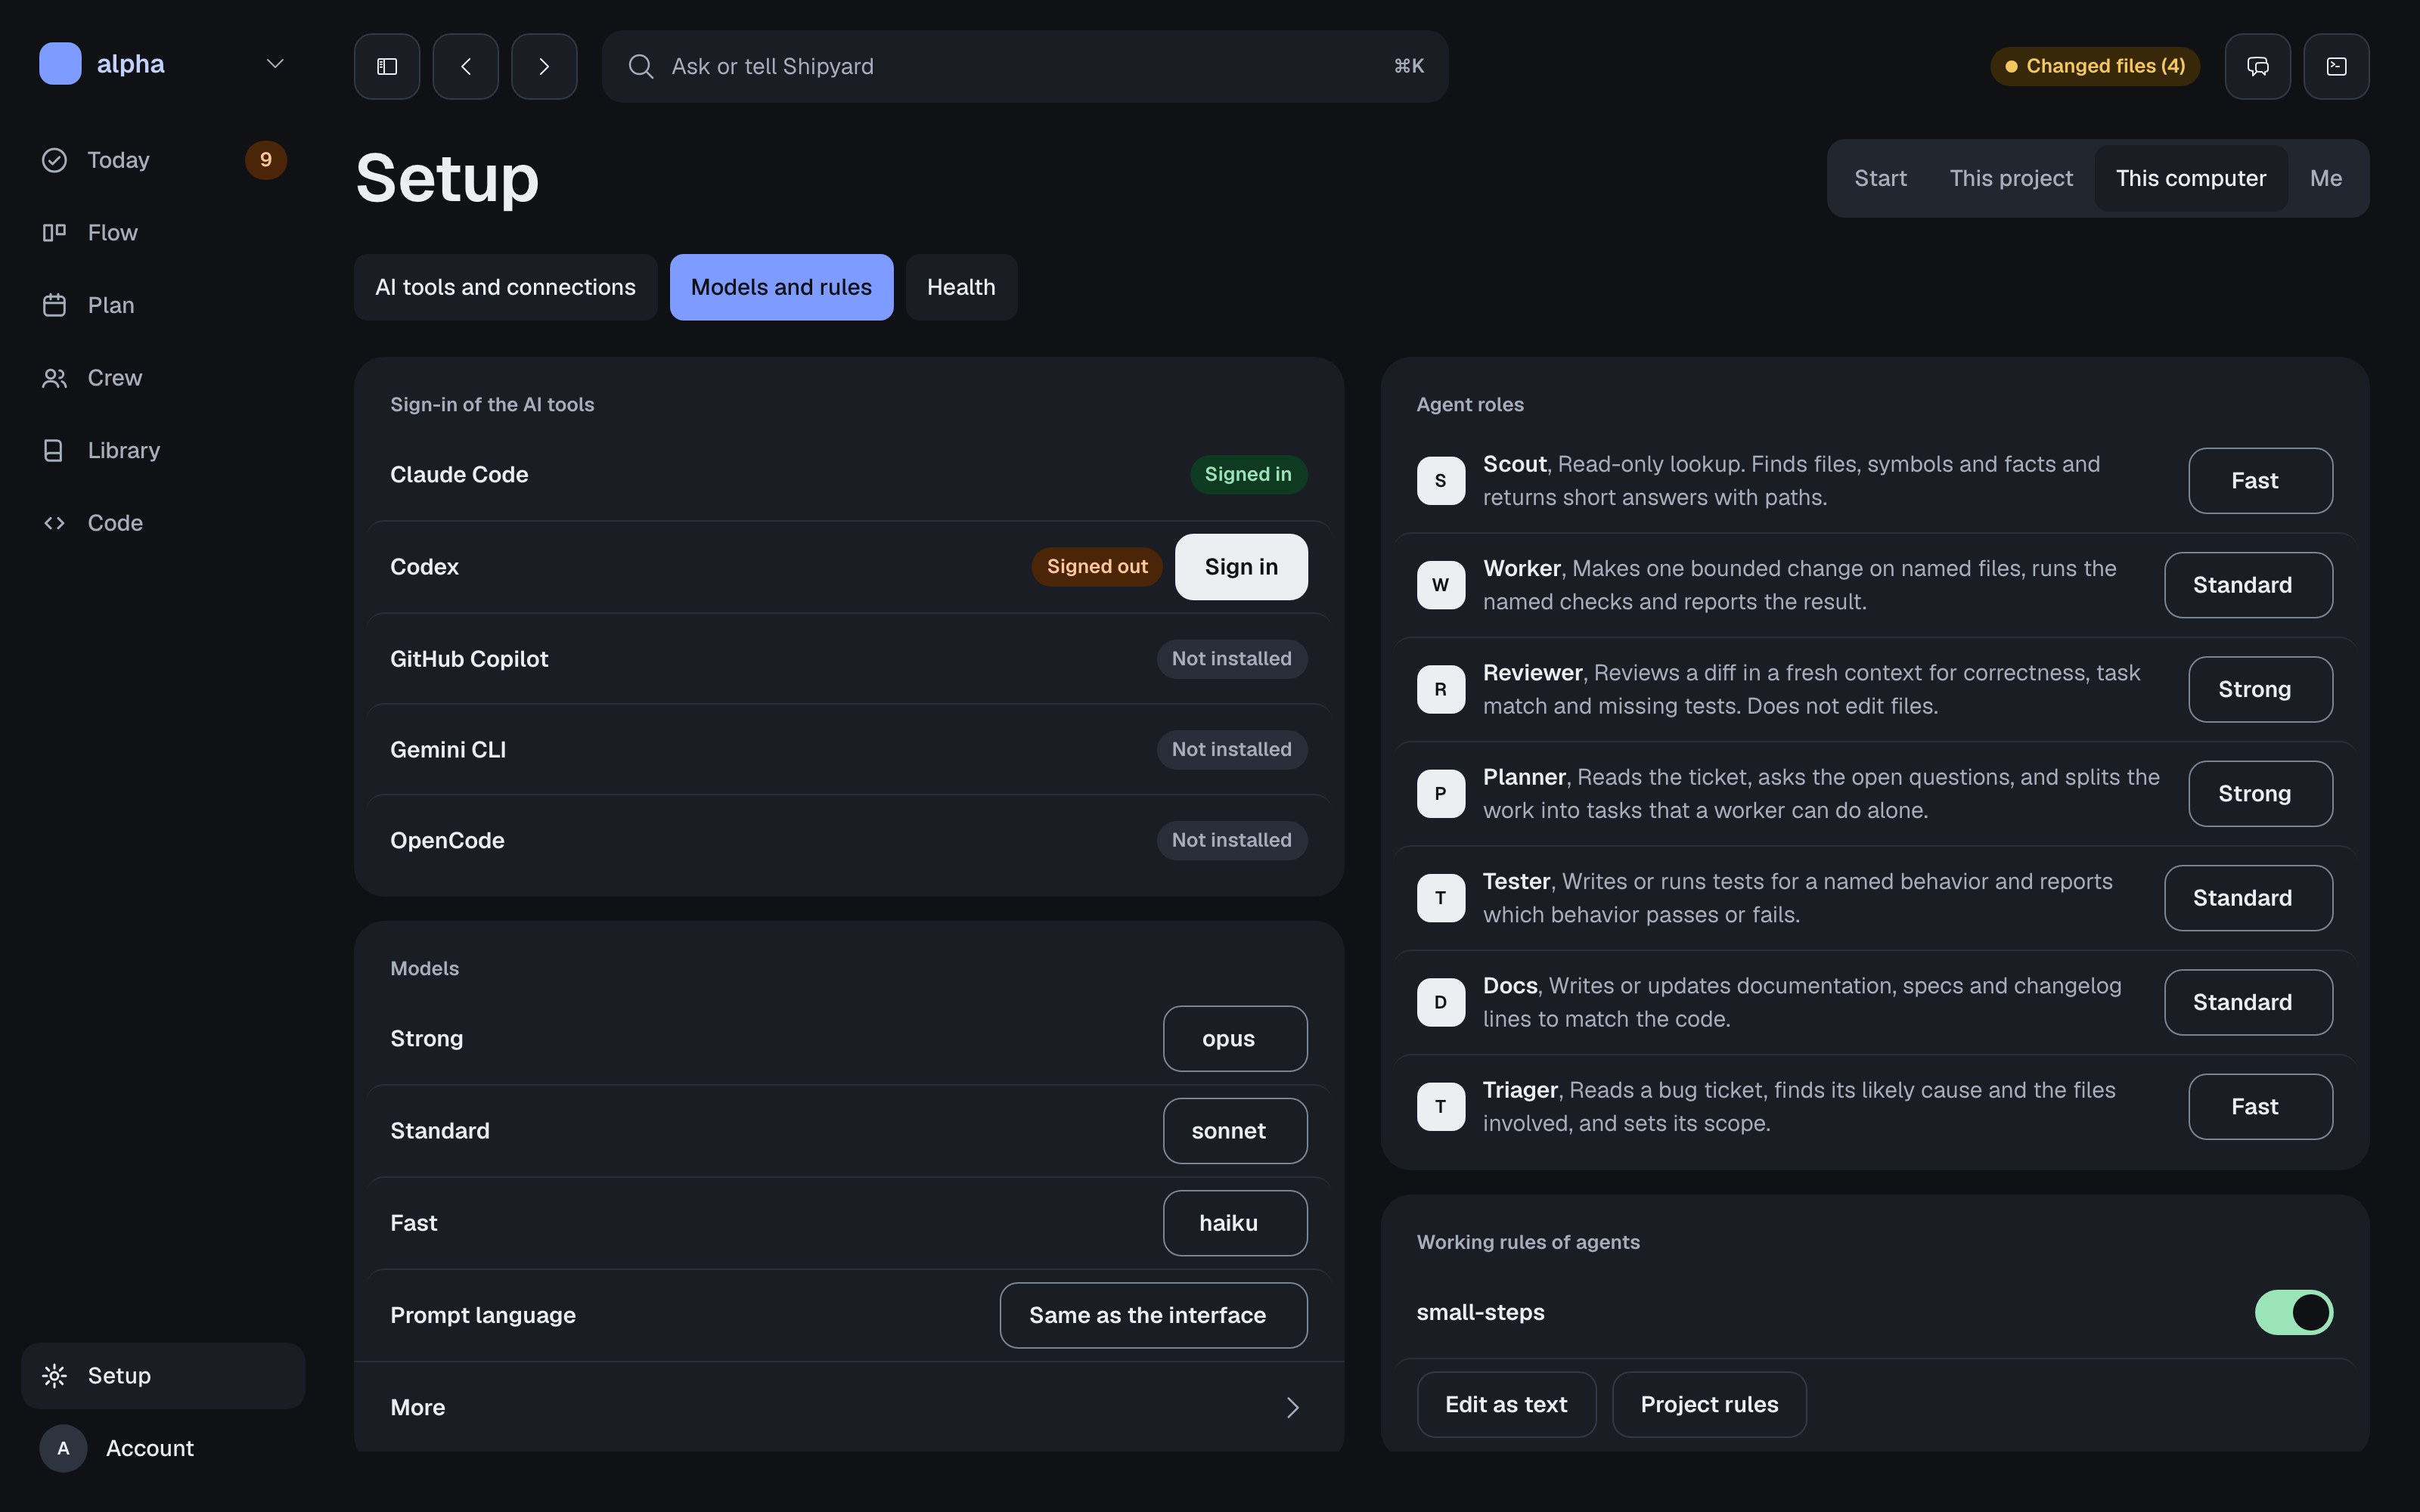 alpha
Ask or tell Shipyard
⌘K
Changed files (4)
Today
9
Flow
Plan
Crew
Library
Code
Setup
Account
A
Setup
Start
This project
This computer
Me
AI tools and connections
Models and rules
Health
Sign-in of the AI tools
Claude Code
Signed in
Codex
Signed out
Sign in
GitHub Copilot
Not installed
Gemini CLI
Not installed
OpenCode
Not installed
Models
Strong
opus
Standard
sonnet
Fast
haiku
Prompt language
Same as the interface
More
Agent roles
S
Scout, Read-only lookup. Finds files, symbols and facts and
returns short answers with paths.
Fast
W
Worker, Makes one bounded change on named files, runs the
named checks and reports the result.
Standard
R
Reviewer, Reviews a diff in a fresh context for correctness, task
match and missing tests. Does not edit files.
Strong
P
Planner, Reads the ticket, asks the open questions, and splits the
work into tasks that a worker can do alone.
Strong
T
Tester, Writes or runs tests for a named behavior and reports
which behavior passes or fails.
Standard
D
Docs, Writes or updates documentation, specs and changelog
lines to match the code.
Standard
T
Triager, Reads a bug ticket, finds its likely cause and the files
involved, and sets its scope.
Fast
Working rules of agents
small-steps
Edit as text
Project rules